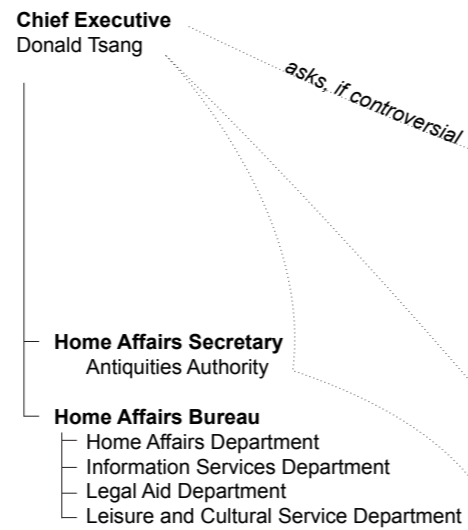 Chief Executive
Donald Tsang
asks, if controversial
Home Affairs Secretary
Antiquities Authority
Home Affairs Bureau
Home Affairs Department
Information Services Department
Legal Aid Department
Leisure and Cultural Service Department